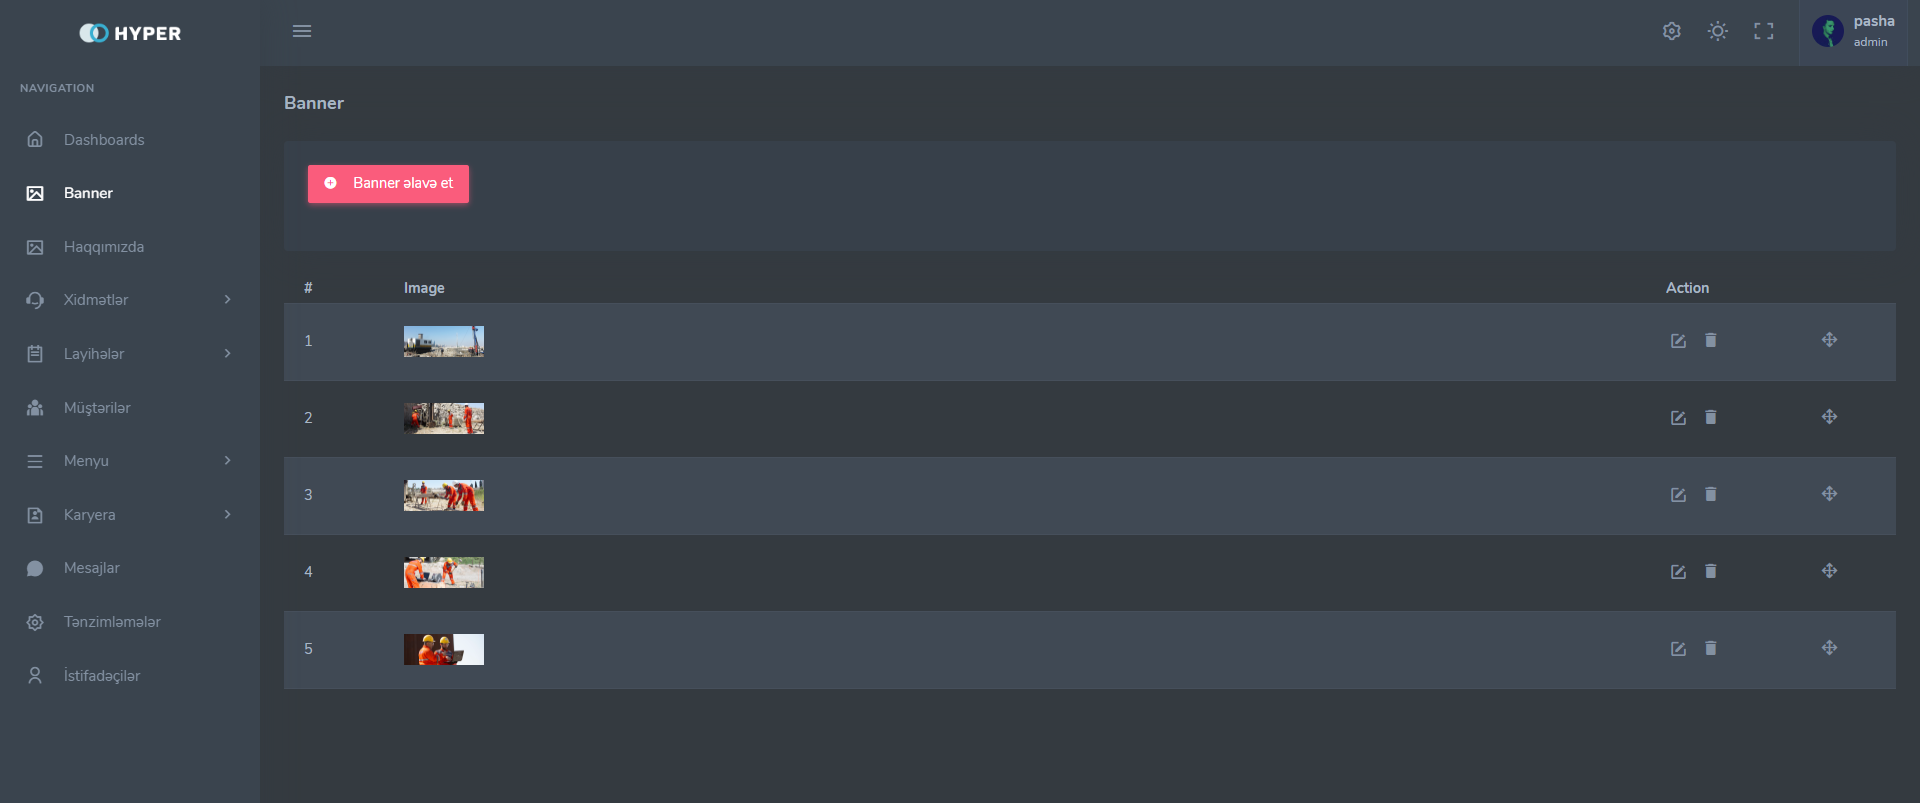 HYPER
NAVIGATION
Dashboards
Banner
Haqqımızda
Xidmətlər
Layihələr
Müştərilər
Menyu
Karyera
Mesajlar
Tənzimləmələr
İstifadəçilər
pasha
admin
Banner
Banner əlavə et
# Image Action
1
2
3
4
5